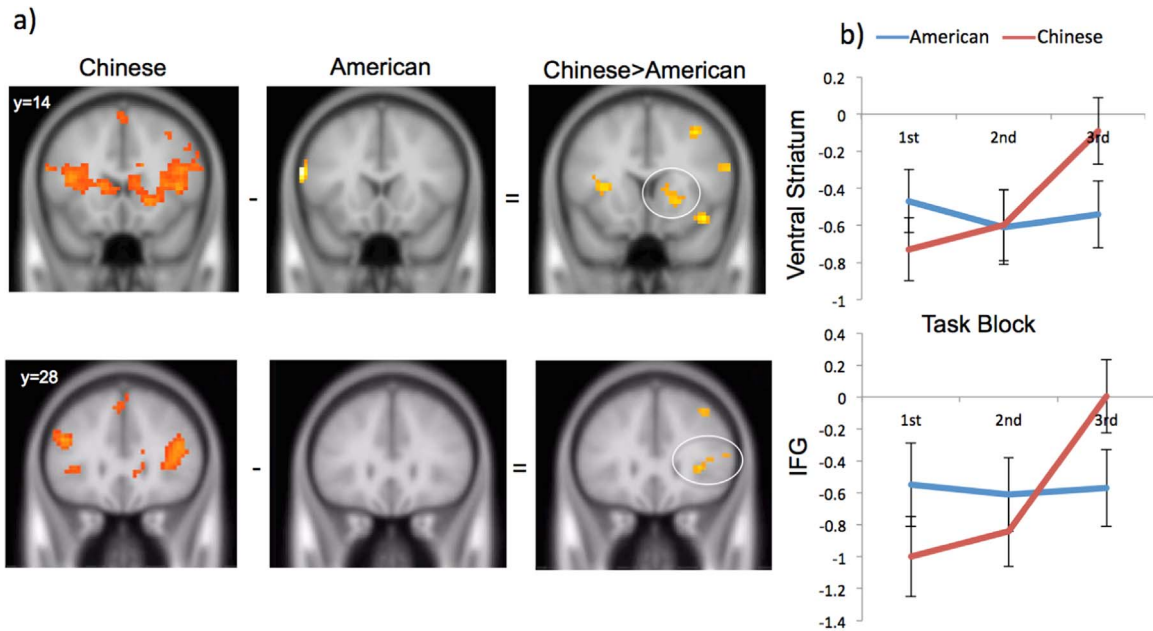 a)
Chinese
American
Chinese>American
y=14
-
=
y=28
-
=
b)
American
Chinese
Ventral Striatum
0.2
0
-0.2
-0.4
-0.6
-0.8
-1
1st
2nd
3rd
Task Block
IFG
0.4
0.2
0
-0.2
-0.4
-0.6
-0.8
-1
-1.2
-1.4
1st
2nd
3rd